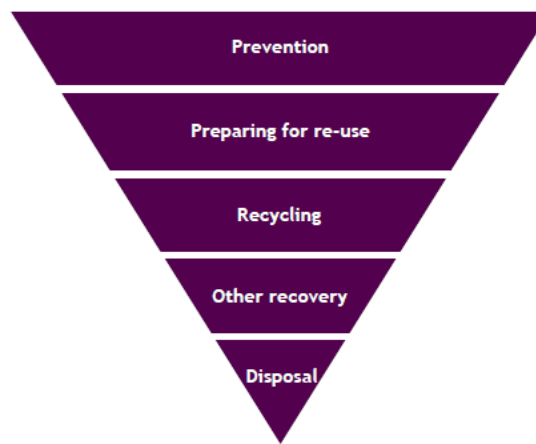 Prevention
Preparing for re-use
Recycling
Other recovery
Disposal